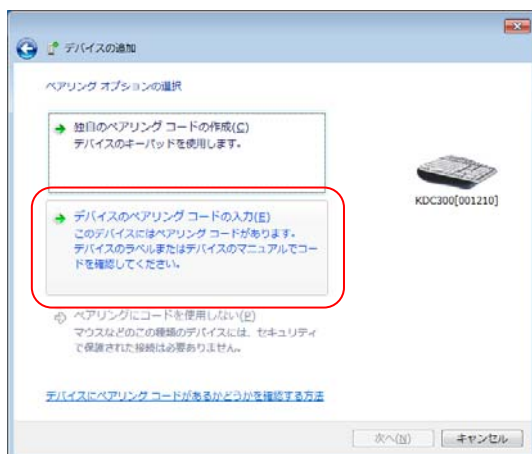 デバイスの追加
ペアリング オプションの選択
独自のペアリング コードの作成(C)
デバイスのキーパッドを使用します。
KDC300[001210]
デバイスのペアリング コードの入力(E)
このデバイスにはペアリング コードがあります。
デバイスのラベルまたはデバイスのマニュアルでコー
ドを確認してください。
ペアリングにコードを使用しない(P)
マウスなどのこの種類のデバイスには、セキュリティ
で保護された接続は必要ありません。
デバイスにペアリング コードがあるかどうかを確認する方法
次へ(N)
キャンセル